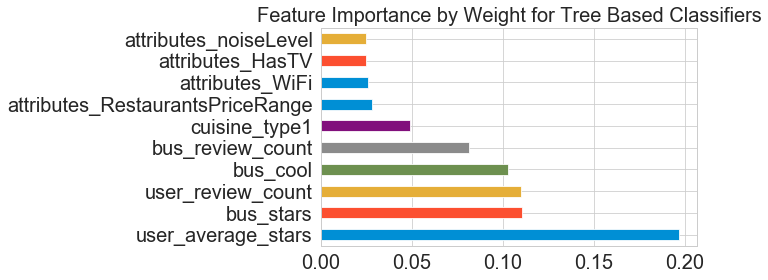 Feature Importance by Weight for Tree Based Classifiers
attributes_noiseLevel
attributes_HasTV
attributes_WiFi
attributes_RestaurantsPriceRange
cuisine_type1
bus_review_count
bus_cool
user_review_count
bus_stars
user_average_stars
0.00 0.05 0.10 0.15 0.20